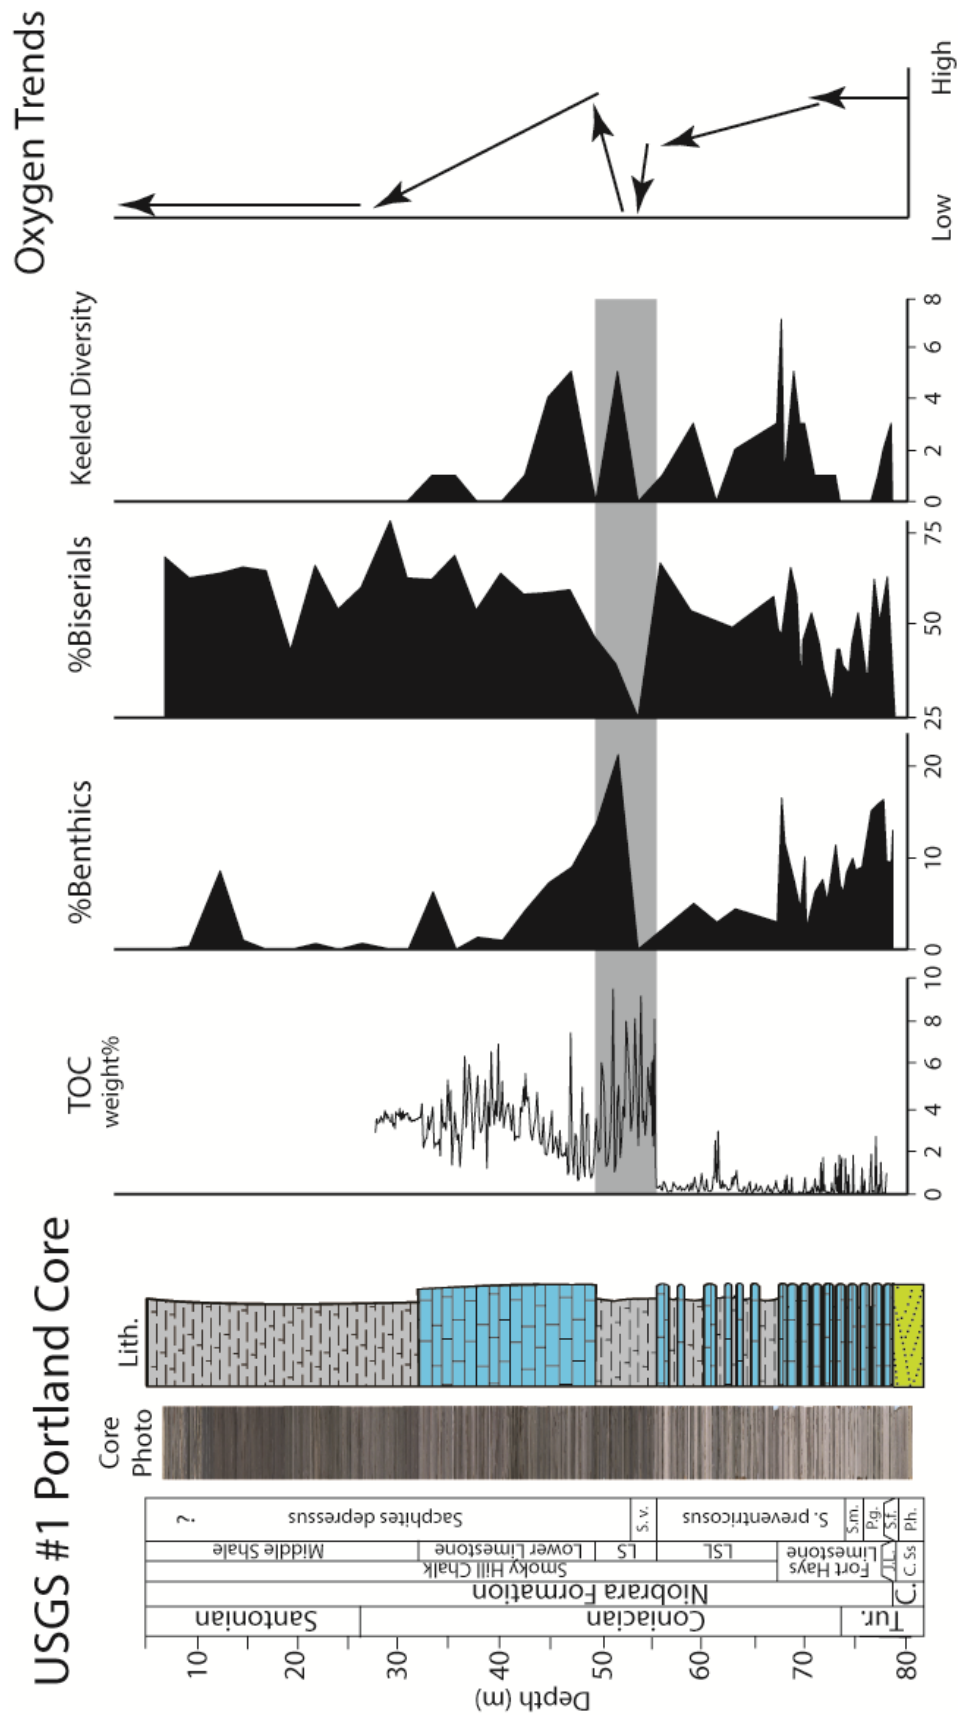 USGS #1 Portland Core
Depth (m)
10
20
30
40
50
60
70
80
Santonian
Coniacian
Tur.
Niobrara Formation
C.
Smoky Hill Chalk
Fort Hays
Limestone
Middle Shale
Lower Limestone
LS
LSL
J.L.
C. Ss
?
Sacphites depressus
S. v.
S. preventricosus
S.m.
P.g.
S.f.
P.h.
Core
Photo
Lith.
TOC
weight%
0
2
4
6
8
10
%Benthics
0
10
20
%Biserials
25
50
75
Keeled Diversity
0
2
4
6
8
Oxygen Trends
Low
High